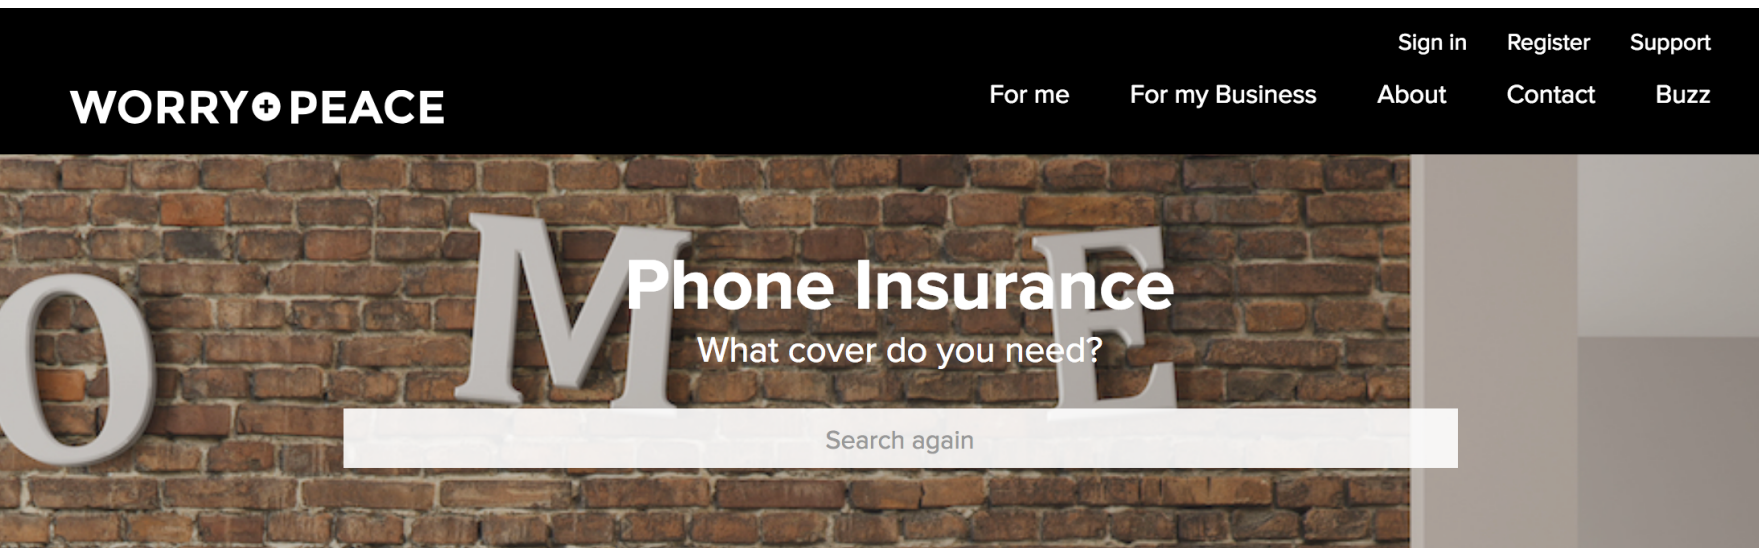 Sign in Register Support
WORRY+PEACE
For me For my Business About Contact Buzz
O M E
Phone Insurance
What cover do you need?
Search again